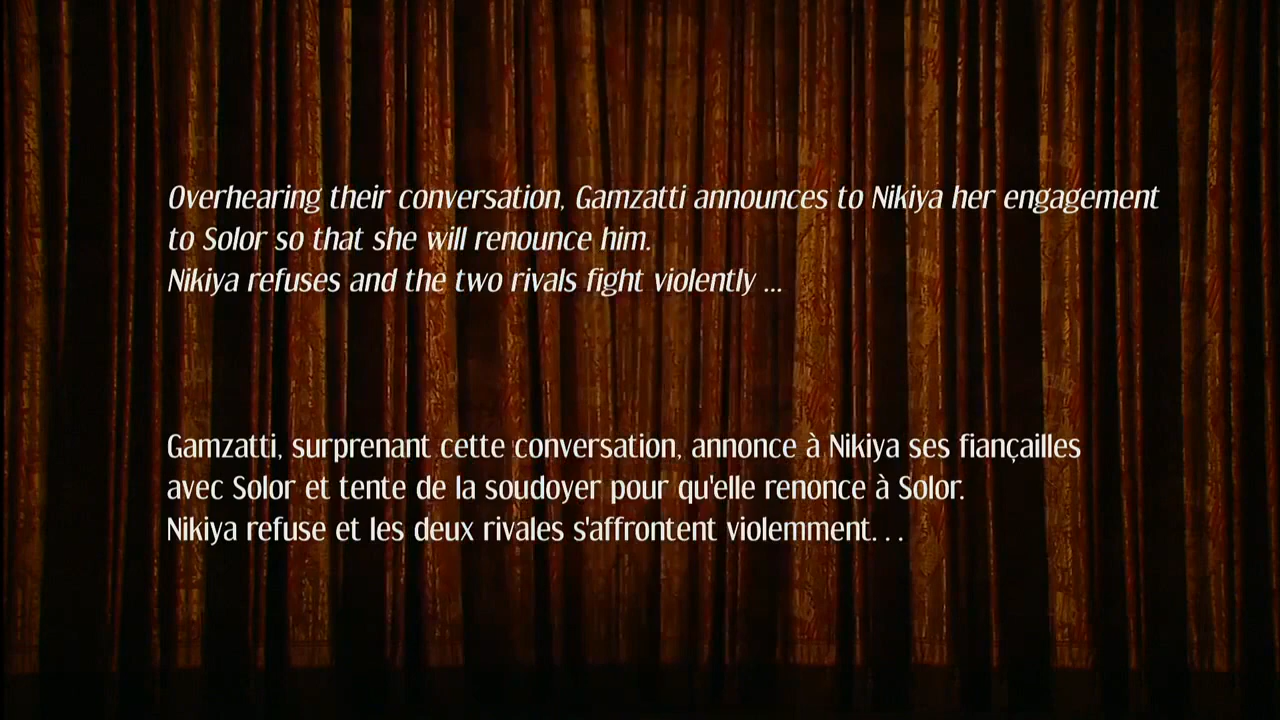 Overhearing their conversation, Gamzatti announces to Nikiya her engagement
to Solor so that she will renounce him.
Nikiya refuses and the two rivals fight violently ...
Gamzatti, surprenant cette conversation, annonce à Nikiya ses fiançailles
avec Solor et tente de la soudoyer pour qu'elle renonce à Solor.
Nikiya refuse et les deux rivales s'affrontent violemment. . .